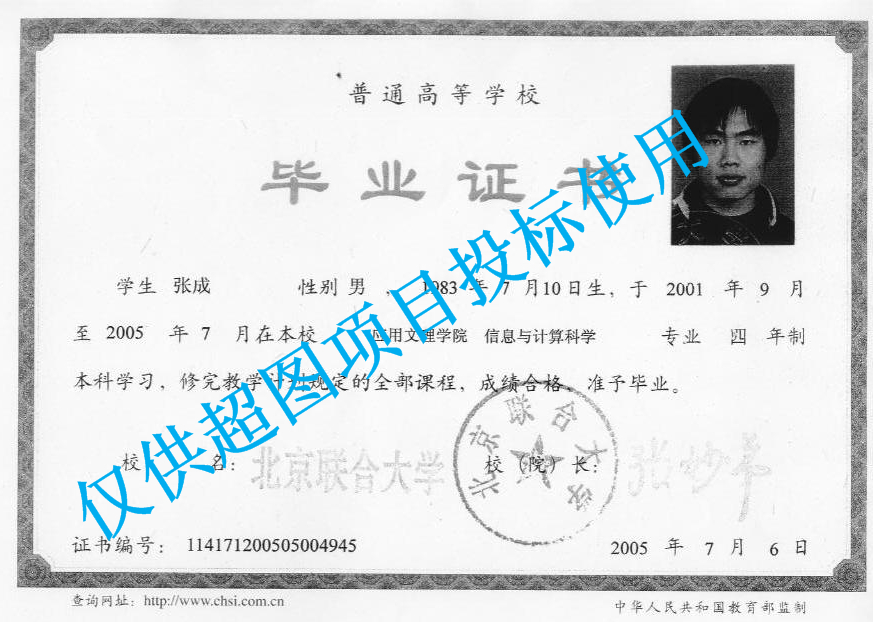 普通高等学校
毕业证书
学生 张成 性别 男 , 1983 年 7 月10日生，于 2001 年 9 月
至 2005 年 7 月在本校 应用文理学院 信息与计算科学 专业 四 年制
本科学习，修完教学计划规定的全部课程，成绩合格，准予毕业。
校 名： 北京联合大学 校（院）长： 张妙弟
北京联合大学
证书编号： 114171200505004945 2005 年 7 月 6 日
查询网址：http://www.chsi.com.cn 中华人民共和国教育部监制
仅供超图项目投标使用